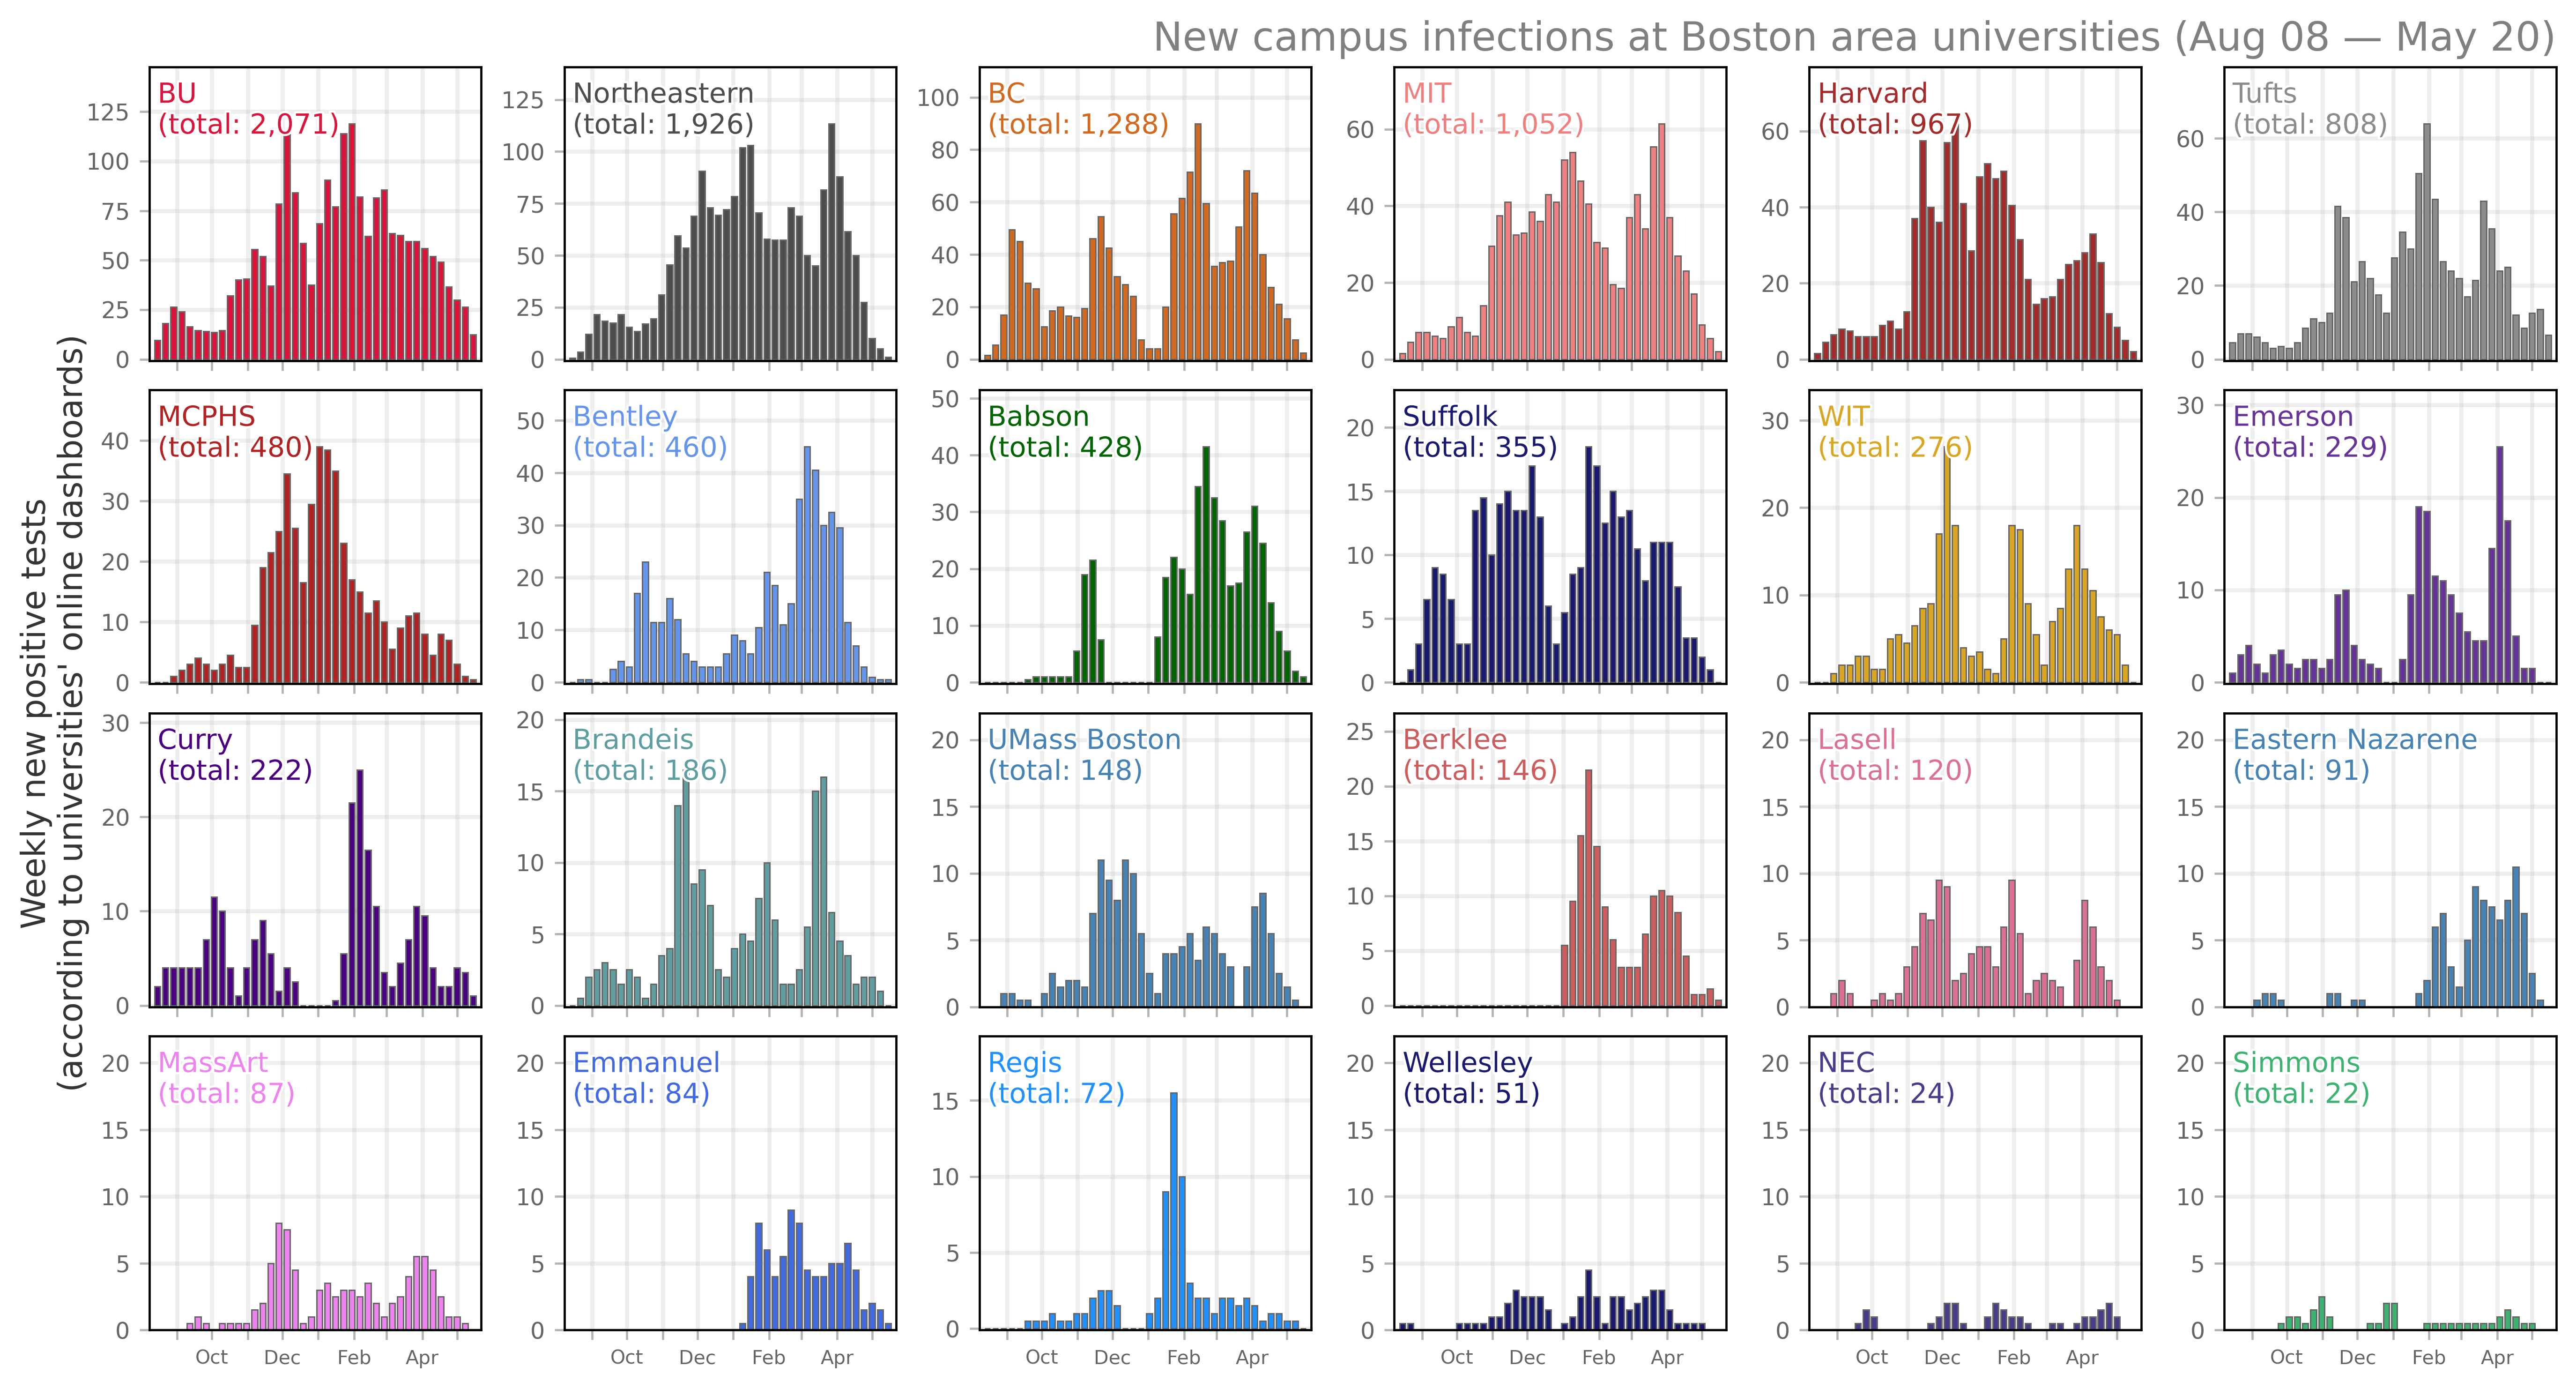 New campus infections at Boston area universities (Aug 08 — May 20)
Weekly new positive tests
(according to universities' online dashboards)
BU
(total: 2,071)
125
100
75
50
25
0
Northeastern
(total: 1,926)
125
100
75
50
25
0
BC
(total: 1,288)
100
80
60
40
20
0
MIT
(total: 1,052)
60
40
20
0
Harvard
(total: 967)
60
40
20
0
Tufts
(total: 808)
60
40
20
0
MCPHS
(total: 480)
40
30
20
10
0
Bentley
(total: 460)
50
40
30
20
10
0
Babson
(total: 428)
50
40
30
20
10
0
Suffolk
(total: 355)
20
15
10
5
0
WIT
(total: 276)
30
20
10
0
Emerson
(total: 229)
30
20
10
0
Curry
(total: 222)
30
20
10
0
Brandeis
(total: 186)
20
15
10
5
0
UMass Boston
(total: 148)
20
15
10
5
0
Berklee
(total: 146)
25
20
15
10
5
0
Lasell
(total: 120)
20
15
10
5
0
Eastern Nazarene
(total: 91)
20
15
10
5
0
MassArt
(total: 87)
20
15
10
5
0
Oct Dec Feb Apr
Emmanuel
(total: 84)
20
15
10
5
0
Oct Dec Feb Apr
Regis
(total: 72)
15
10
5
0
Oct Dec Feb Apr
Wellesley
(total: 51)
20
15
10
5
0
Oct Dec Feb Apr
NEC
(total: 24)
20
15
10
5
0
Oct Dec Feb Apr
Simmons
(total: 22)
20
15
10
5
0
Oct Dec Feb Apr